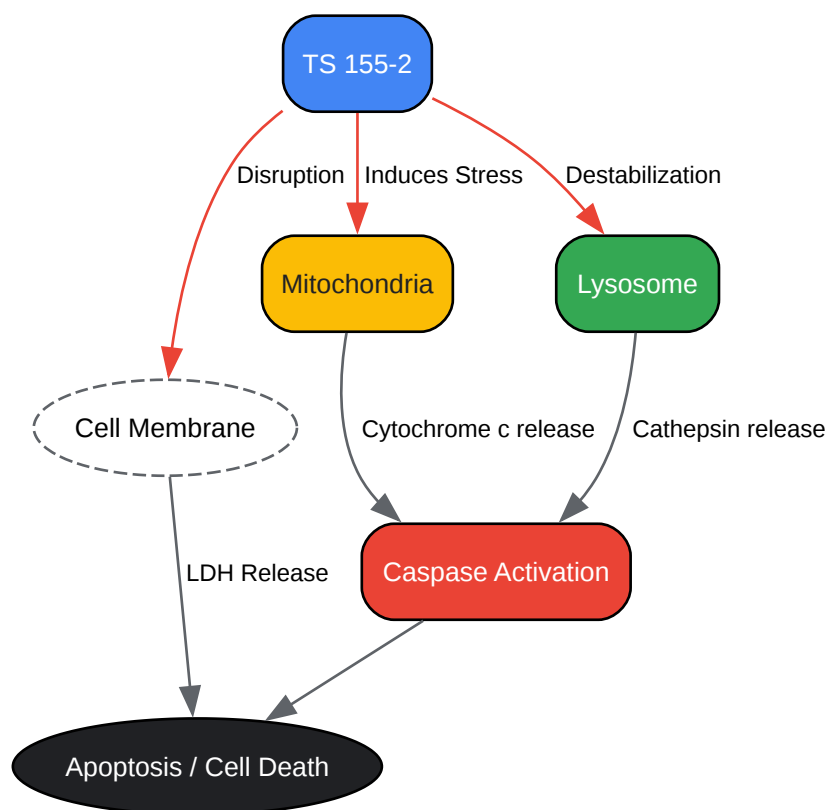 TS 155-2
Disruption
Induces Stress
Destabilization
Mitochondria
Lysosome
Cell Membrane
Cytochrome c release
Cathepsin release
LDH Release
Caspase Activation
Apoptosis / Cell Death